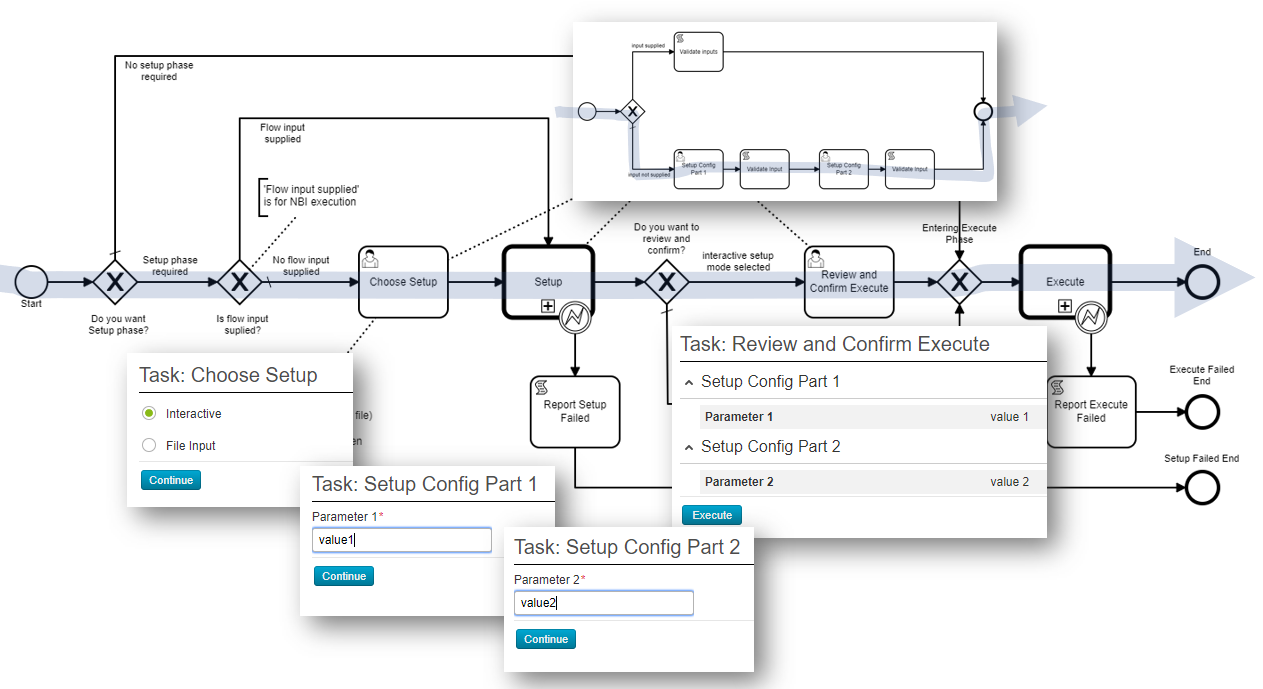 No setup phase
required
Flow input
supplied
'Flow input supplied'
is for NBI execution
input supplied
Validate inputs
input not supplied
Setup Config
Part 1
Validate Input
Setup Config
Part 2
Validate Input
Start
Do you want
Setup phase?
Setup phase
required
Is flow input
suplied?
No flow input
supplied
Choose Setup
Setup
Do you want to
review and
confirm?
interactive setup
mode selected
Review and
Confirm Execute
Entering Execute
Phase
Execute
End
Report Setup
Failed
Report Execute
Failed
Execute Failed
End
Setup Failed End
file)
en
Task: Choose Setup
Interactive
File Input
Continue
Task: Setup Config Part 1
Parameter 1*
value1
Continue
Task: Setup Config Part 2
Parameter 2*
value2
Continue
Task: Review and Confirm Execute
Setup Config Part 1
Parameter 1 value 1
Setup Config Part 2
Parameter 2 value 2
Execute